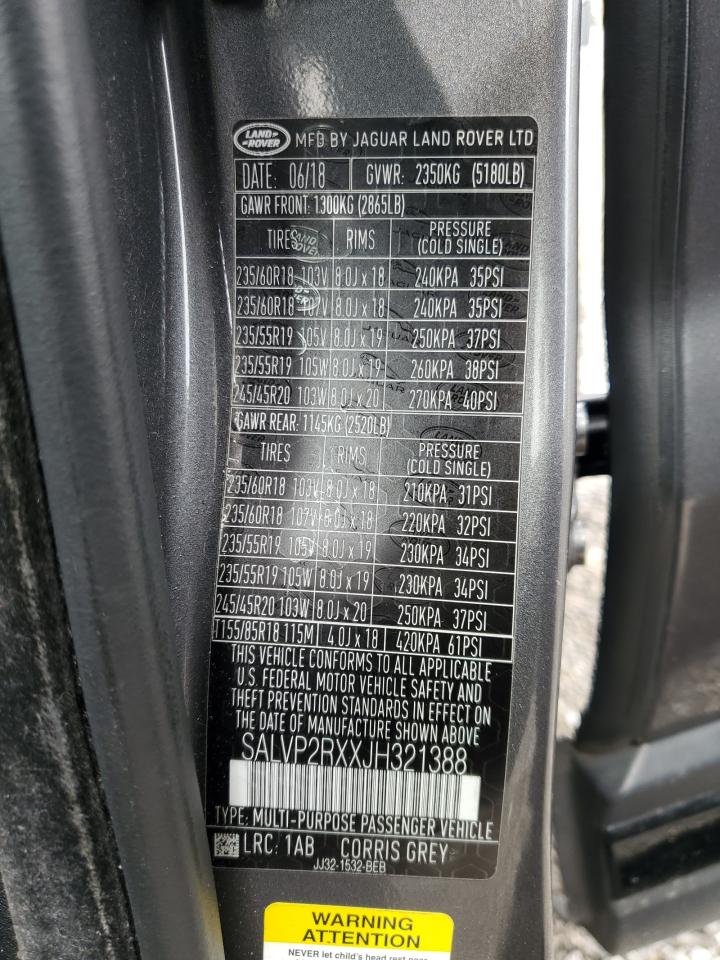 LAND ROVER MFD BY JAGUAR LAND ROVER LTD
DATE: 06/18 GVWR: 2350KG (5180LB)
GAWR FRONT: 1300KG (2865LB)
TIRES RIMS PRESSURE (COLD SINGLE)
235/60R18 103V 8.0J x 18 240KPA 35PSI
235/60R18 107V 8.0J x 18 240KPA 35PSI
235/55R19 105V 8.0J x 19 250KPA 37PSI
235/55R19 105W 8.0J x 19 260KPA 38PSI
245/45R20 103W 8.0J x 20 270KPA 40PSI
GAWR REAR: 1145KG (2520LB)
TIRES RIMS PRESSURE (COLD SINGLE)
235/60R18 103V 8.0J x 18 210KPA 31PSI
235/60R18 107V 8.0J x 18 220KPA 32PSI
235/55R19 105V 8.0J x 19 230KPA 34PSI
235/55R19 105W 8.0J x 19 230KPA 34PSI
245/45R20 103W 8.0J x 20 250KPA 37PSI
T155/85R18 115M 4.0J x 18 420KPA 61PSI
THIS VEHICLE CONFORMS TO ALL APPLICABLE
U.S. FEDERAL MOTOR VEHICLE SAFETY AND
THEFT PREVENTION STANDARDS IN EFFECT ON
THE DATE OF MANUFACTURE SHOWN ABOVE
SALVP2RXXJH321388
TYPE: MULTI-PURPOSE PASSENGER VEHICLE
LRC: 1AB CORRIS GREY
JJ32-1532-BEB
WARNING
ATTENTION
NEVER let child's head rest near